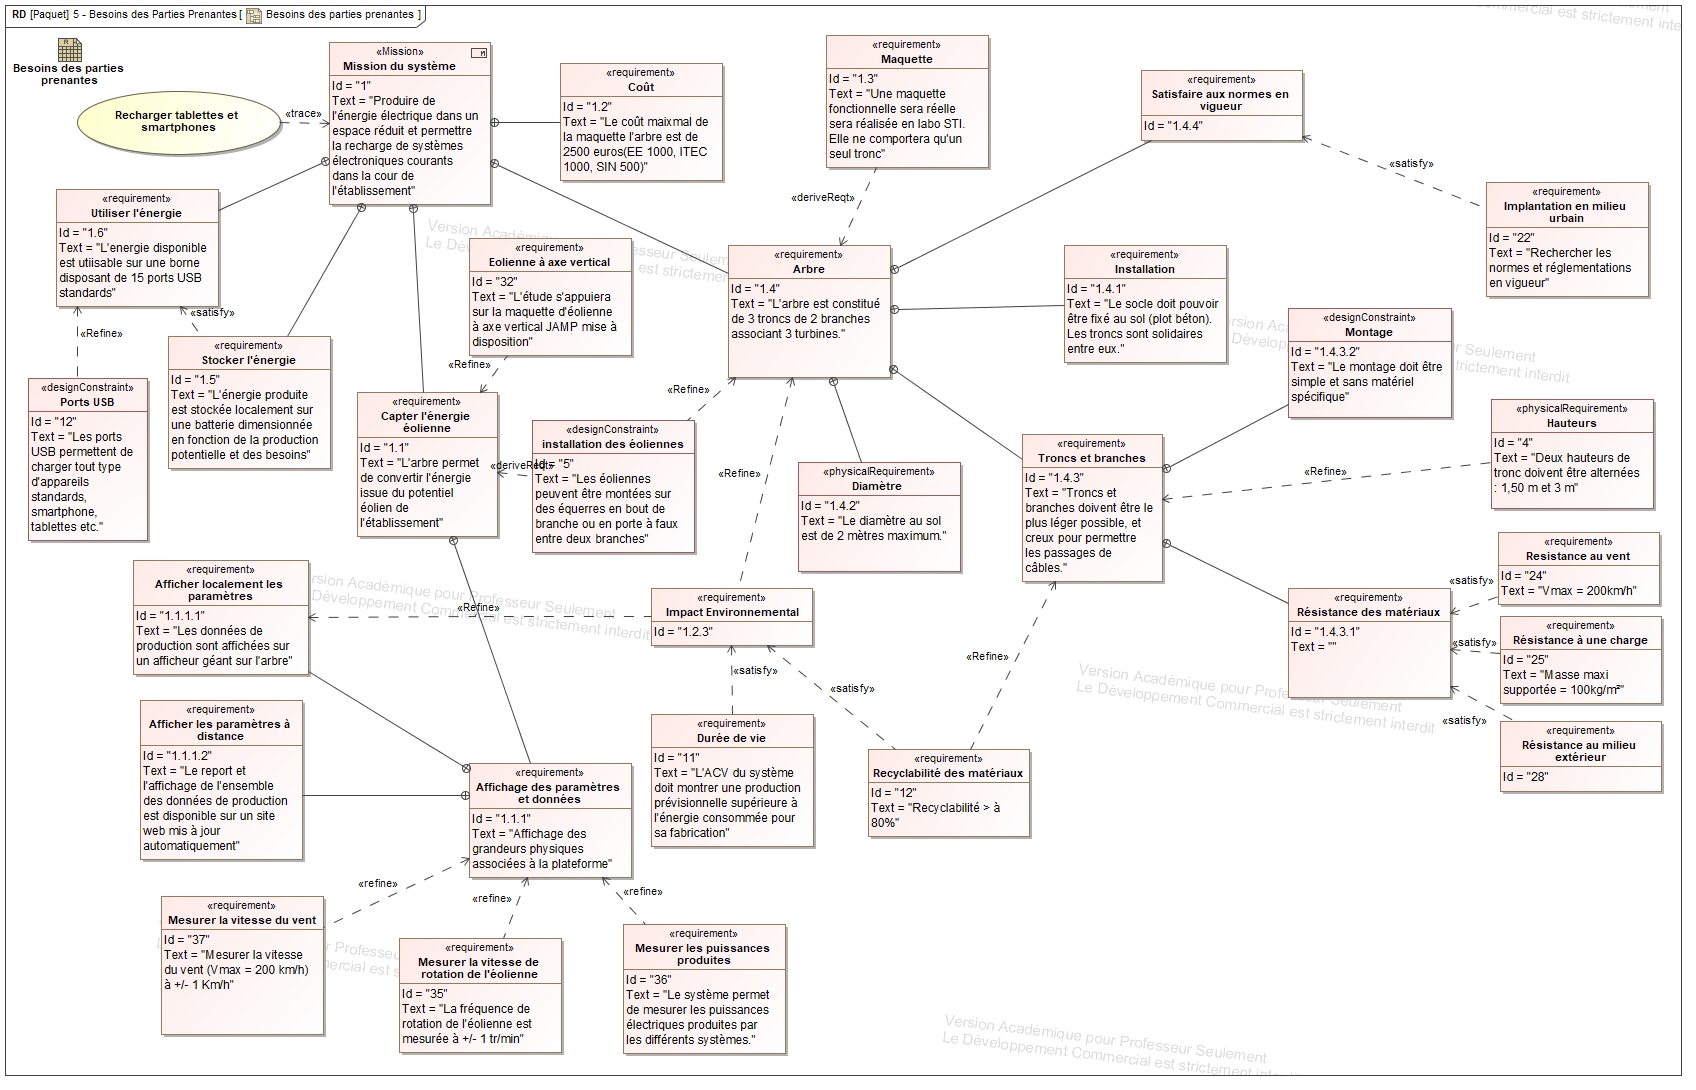 RD [Paquet] 5 - Besoins des Parties Prenantes [ Besoins des parties prenantes ]
Besoins des parties
prenantes
Recharger tablettes et
smartphones
«trace»
«Mission»
Mission du système
Id = "1"
Text = "Produire de
l'énergie électrique dans un
espace réduit et permettre
la recharge de systèmes
électroniques courants
dans la cour de
l'établissement"
«requirement»
Coût
Id = "1.2"
Text = "Le coût maixmal de
la maquette l'arbre est de
2500 euros(EE 1000, ITEC
1000, SIN 500)"
«requirement»
Maquette
Id = "1.3"
Text = "Une maquette
fonctionnelle sera réelle
sera réalisée en labo STI.
Elle ne comportera qu'un
seul tronc"
«deriveReqt»
«requirement»
Satisfaire aux normes en
vigueur
Id = "1.4.4"
«satisfy»
«requirement»
Implantation en milieu
urbain
Id = "22"
Text = "Rechercher les
normes et réglementations
en vigueur"
«requirement»
Utiliser l'énergie
Id = "1.6"
Text = "L'energie disponible
est utiisable sur une borne
disposant de 15 ports USB
standards"
«satisfy»
«Refine»
«requirement»
Eolienne à axe vertical
Id = "32"
Text = "L'étude s'appuiera
sur la maquette d'éolienne
à axe vertical JAMP mise à
disposition"
«Refine»
«requirement»
Arbre
Id = "1.4"
Text = "L'arbre est constitué
de 3 troncs de 2 branches
associant 3 turbines."
«requirement»
Installation
Id = "1.4.1"
Text = "Le socle doit pouvoir
être fixé au sol (plot béton).
Les troncs sont solidaires
entre eux."
«designConstraint»
Montage
Id = "1.4.3.2"
Text = "Le montage doit être
simple et sans matériel
spécifique"
«requirement»
Stocker l'énergie
Id = "1.5"
Text = "L'énergie produite
est stockée localement sur
une batterie dimensionnée
en fonction de la production
potentielle et des besoins"
«designConstraint»
Ports USB
Id = "12"
Text = "Les ports
USB permettent de
charger tout type
d'appareils
standards,
smartphone,
tablettes etc."
«requirement»
Capter l'énergie
éolienne
Id = "1.1"
Text = "L'arbre permet
de convertir l'énergie
issue du potentiel
éolien de
l'établissement"
«deriveReqt»
«Refine»
«designConstraint»
installation des éoliennes
Id = "5"
Text = "Les éoliennes
peuvent être montées sur
des équerres en bout de
branche ou en porte à faux
entre deux branches"
«Refine»
«physicalRequirement»
Diamètre
Id = "1.4.2"
Text = "Le diamètre au sol
est de 2 mètres maximum."
«requirement»
Troncs et branches
Id = "1.4.3"
Text = "Troncs et
branches doivent être le
plus léger possible, et
creux pour permettre
les passages de
câbles."
«Refine»
«physicalRequirement»
Hauteurs
Id = "4"
Text = "Deux hauteurs de
tronc doivent être alternées
: 1,50 m et 3 m"
«requirement»
Resistance au vent
Id = "24"
Text = "Vmax = 200km/h"
«satisfy»
«requirement»
Résistance des matériaux
Id = "1.4.3.1"
Text = ""
«satisfy»
«requirement»
Résistance à une charge
Id = "25"
Text = "Masse maxi
supportée = 100kg/m²"
«satisfy»
«requirement»
Résistance au milieu
extérieur
Id = "28"
«requirement»
Afficher localement les
paramètres
Id = "1.1.1.1"
Text = "Les données de
production sont affichées sur
un afficheur géant sur l'arbre"
«Refine»
«requirement»
Impact Environnemental
Id = "1.2.3"
«satisfy»
«satisfy»
«Refine»
«requirement»
Afficher les paramètres à
distance
Id = "1.1.1.2"
Text = "Le report et
l'affichage de l'ensemble
des données de production
est disponible sur un site
web mis à jour
automatiquement"
«requirement»
Affichage des paramètres
et données
Id = "1.1.1"
Text = "Affichage des
grandeurs physiques
associées à la plateforme"
«requirement»
Durée de vie
Id = "11"
Text = "L'ACV du système
doit montrer une production
prévisionnelle supérieure à
l'énergie consommée pour
sa fabrication"
«requirement»
Recyclabilité des matériaux
Id = "12"
Text = "Recyclabilité > à
80%"
«refine»
«refine»
«refine»
«requirement»
Mesurer la vitesse du vent
Id = "37"
Text = "Mesurer la vitesse
du vent (Vmax = 200 km/h)
à +/- 1 Km/h"
«requirement»
Mesurer la vitesse de
rotation de l'éolienne
Id = "35"
Text = "La fréquence de
rotation de l'éolienne est
mesurée à +/- 1 tr/min"
«requirement»
Mesurer les puissances
produites
Id = "36"
Text = "Le système permet
de mesurer les puissances
électriques produites par
les différents systèmes."
Version Académique pour Professeur Seulement
Le Développement Commercial est strictement interdit
Version Académique pour Professeur Seulement
Le Développement Commercial est strictement